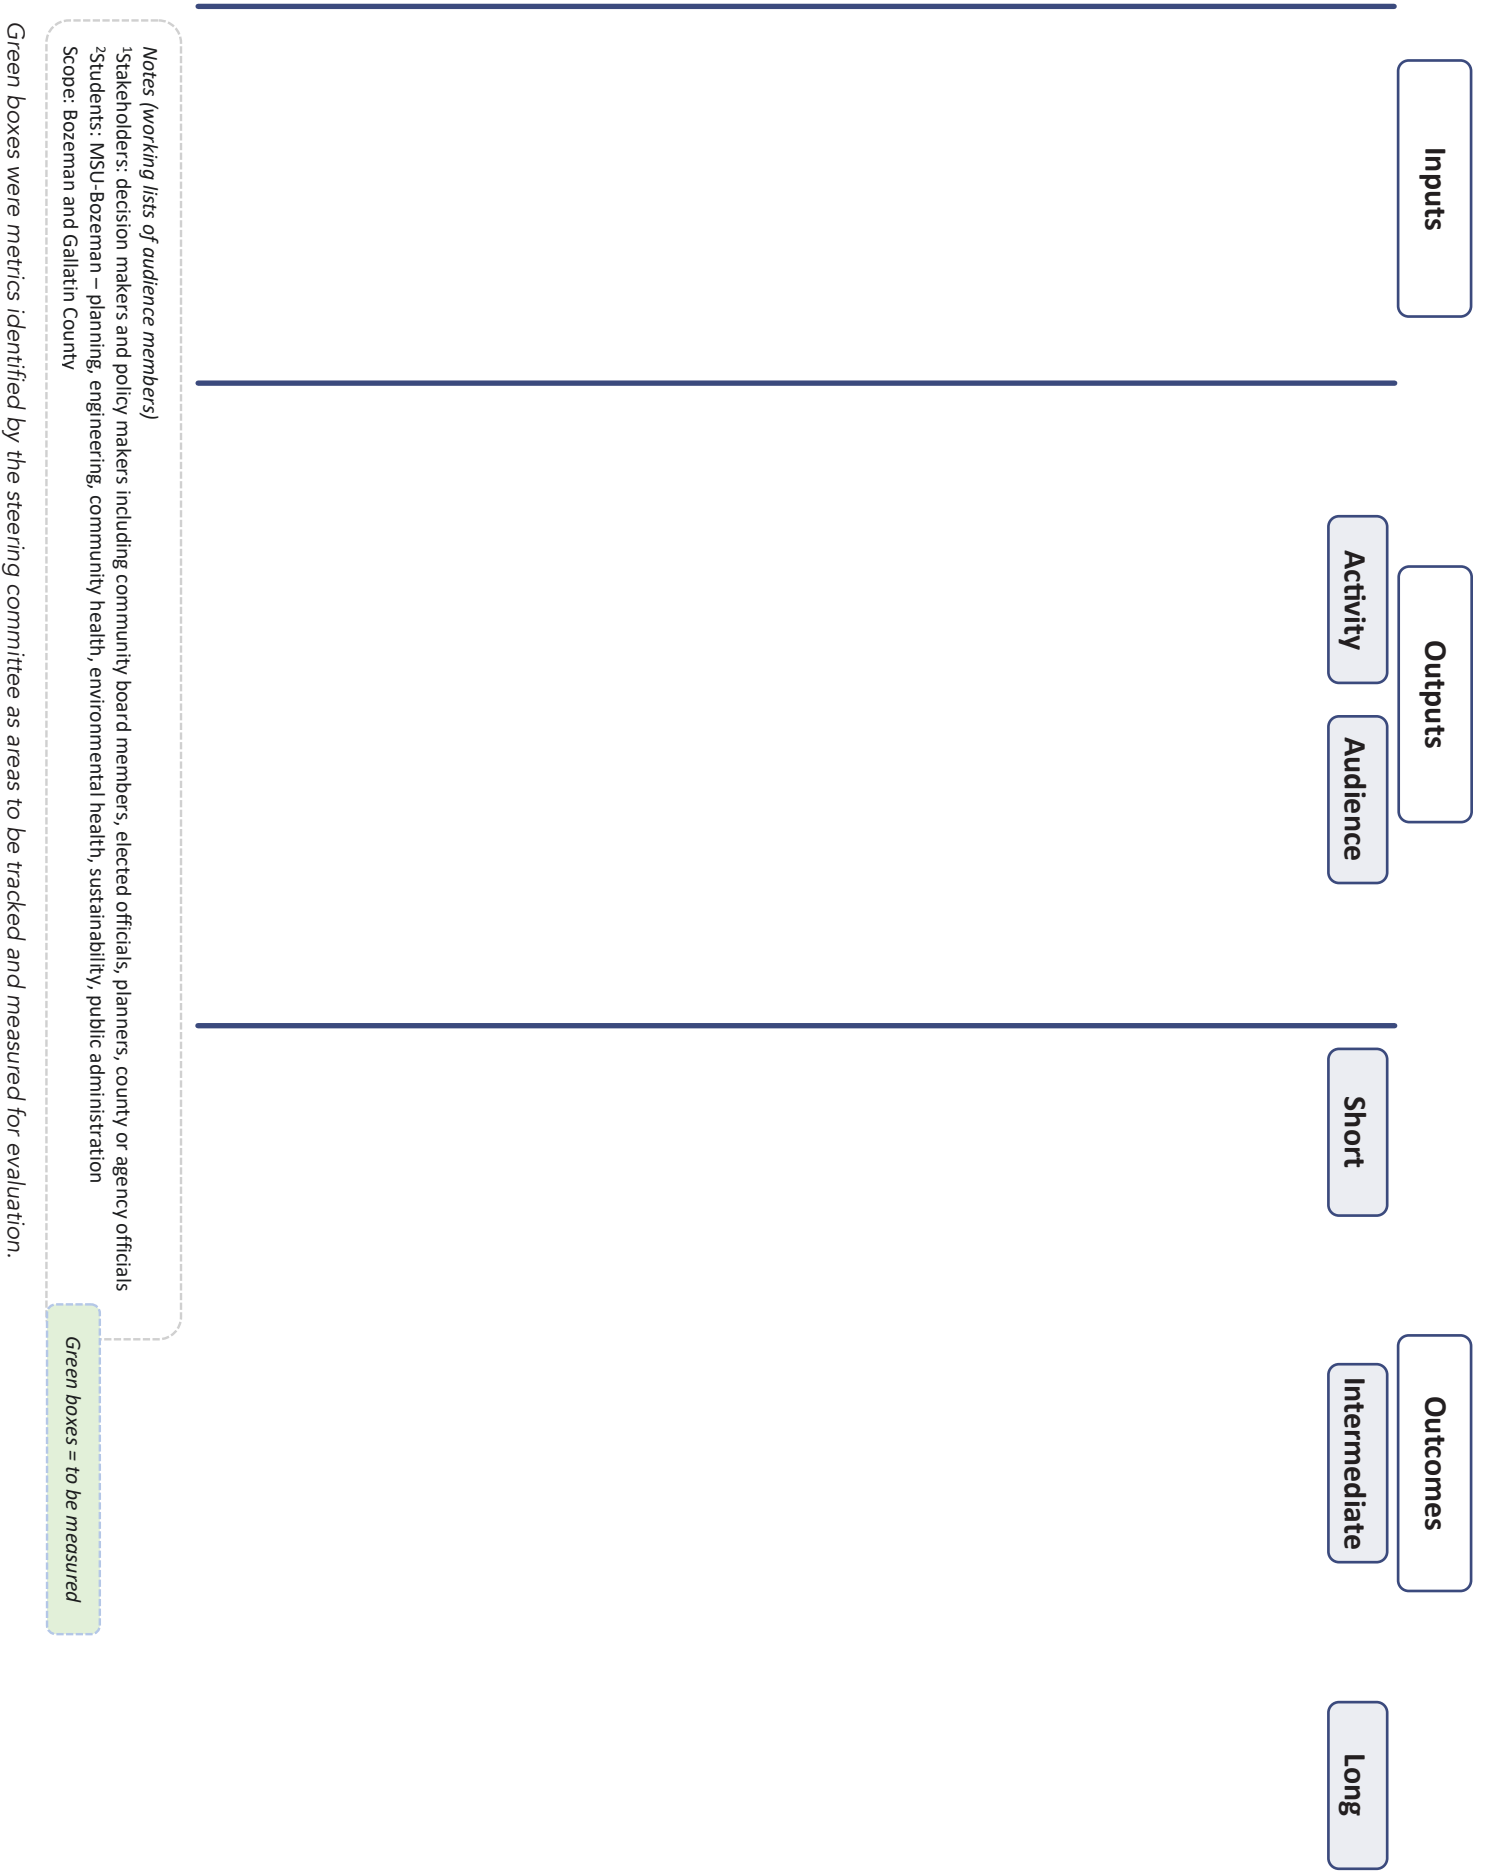 Inputs
Outputs
Outcomes
Activity
Audience
Short
Intermediate
Long
Notes (working lists of audience members)
¹Stakeholders: decision makers and policy makers including community board members, elected officials, planners, county or agency officials
²Students: MSU-Bozeman – planning, engineering, community health, environmental health, sustainability, public administration
Scope: Bozeman and Gallatin County
Green boxes = to be measured
Green boxes were metrics identified by the steering committee as areas to be tracked and measured for evaluation.